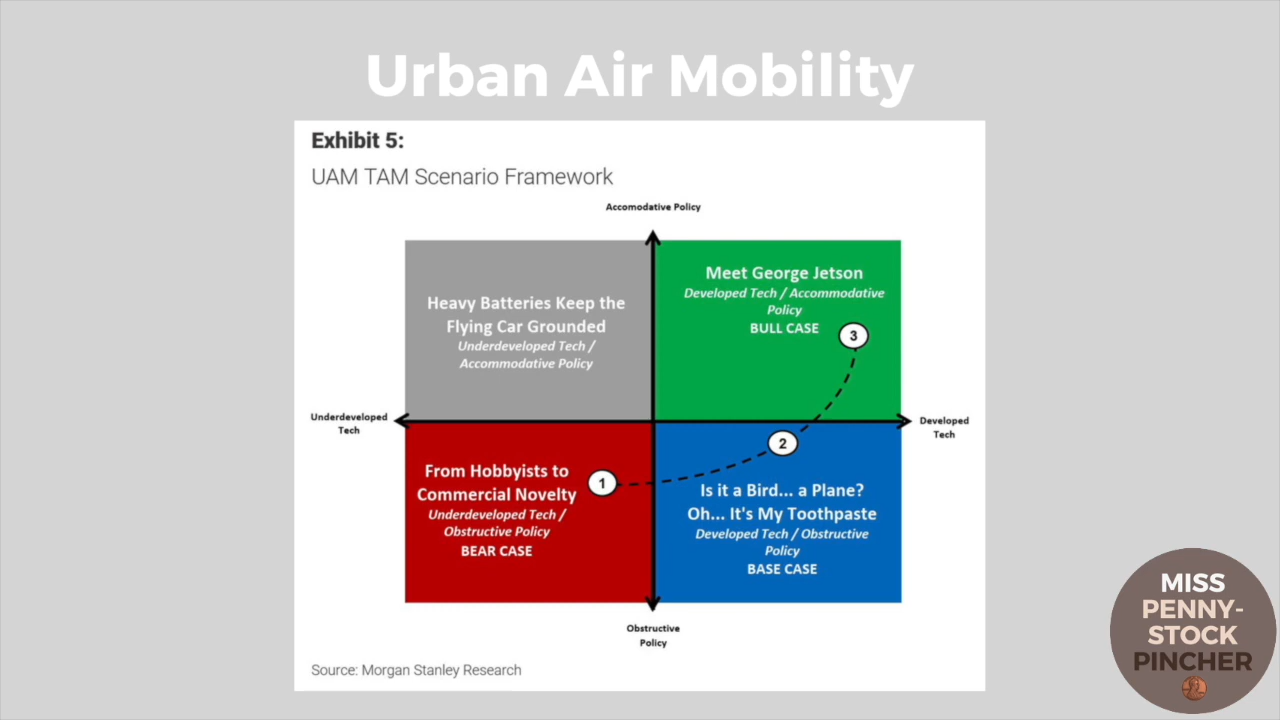 Urban Air Mobility
Exhibit 5:
UAM TAM Scenario Framework
Accomodative Policy
Heavy Batteries Keep the
Flying Car Grounded
Underdeveloped Tech /
Accommodative Policy
Meet George Jetson
Developed Tech / Accommodative
Policy
BULL CASE
3
Underdeveloped
Tech
Developed
Tech
2
From Hobbyists to
Commercial Novelty
Underdeveloped Tech /
Obstructive Policy
BEAR CASE
1
Is it a Bird... a Plane?
Oh... It's My Toothpaste
Developed Tech / Obstructive
Policy
BASE CASE
Obstructive
Policy
Source: Morgan Stanley Research
MISS
PENNY-
STOCK
PINCHER